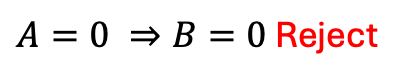 A = 0 ⇒ B = 0 Reject